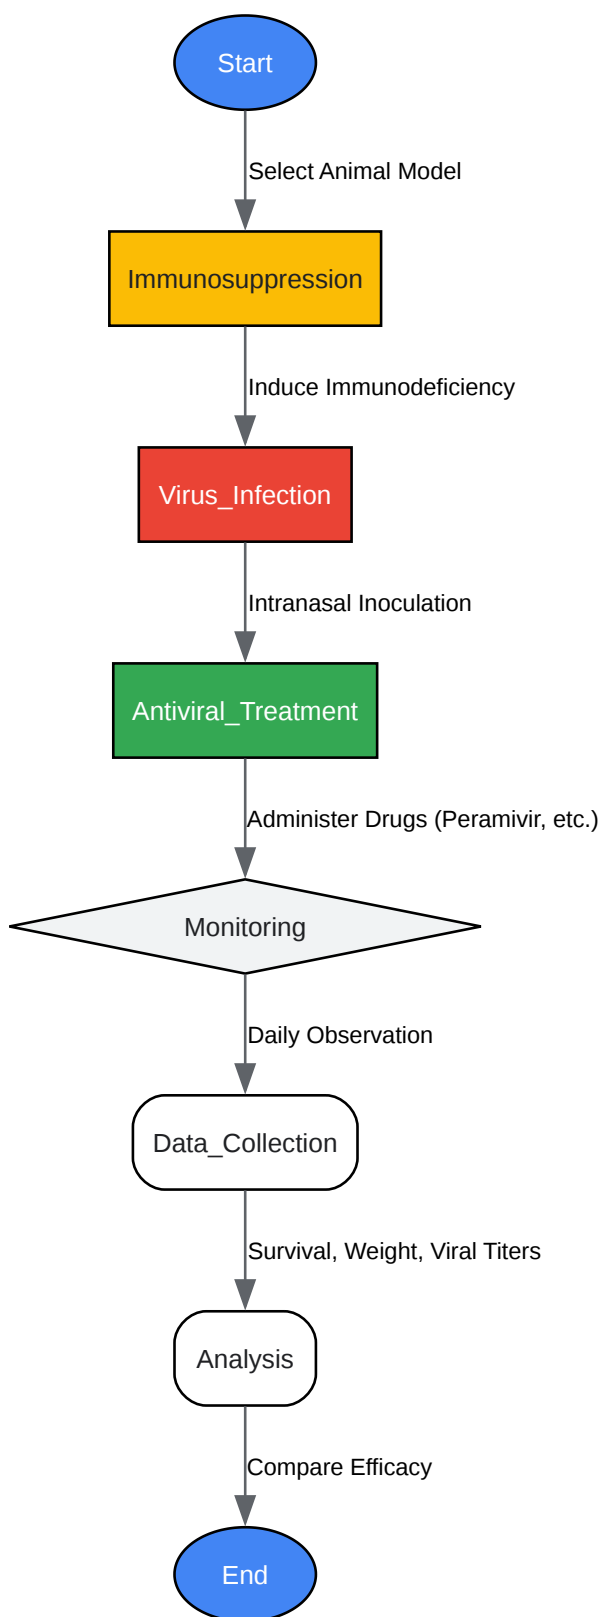 Start
Select Animal Model
Immunosuppression
Induce Immunodeficiency
Virus_Infection
Intranasal Inoculation
Antiviral_Treatment
Administer Drugs (Peramivir, etc.)
Monitoring
Daily Observation
Data_Collection
Survival, Weight, Viral Titers
Analysis
Compare Efficacy
End